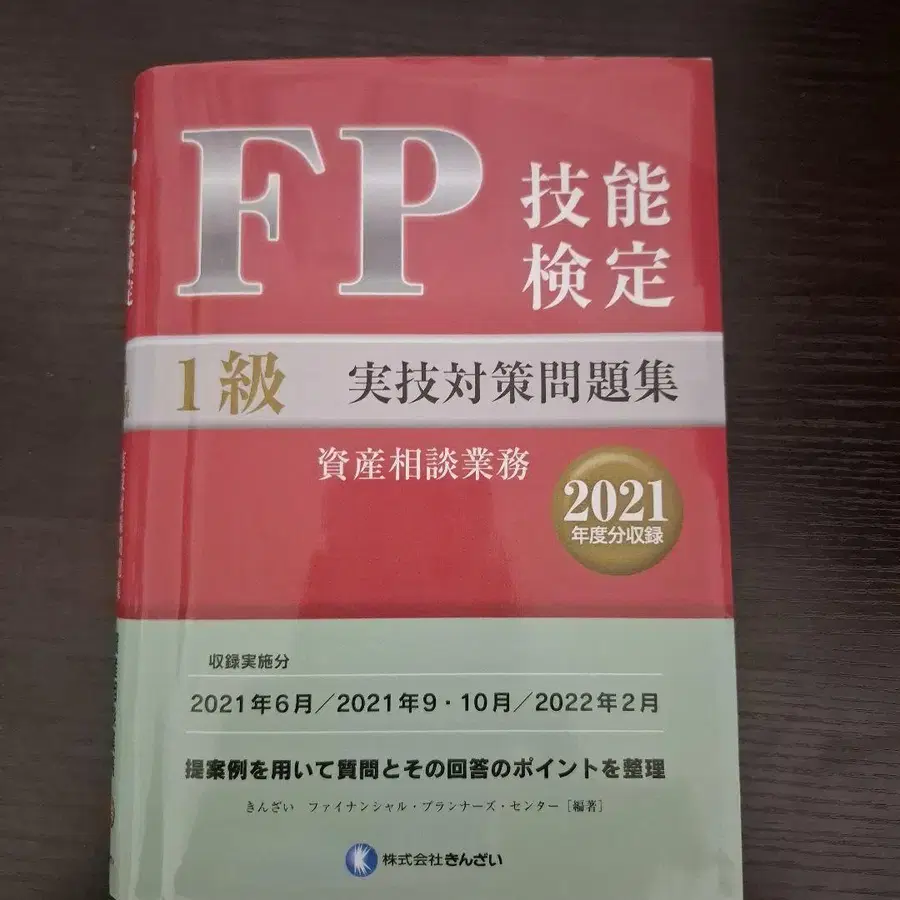 FP
技能
検定
1級 実技対策問題集
資産相談業務
2021
年度分収録
収録実施分
2021年6月／2021年9・10月／2022年2月
提案例を用いて質問とその回答のポイントを整理
きんざい ファイナンシャル・プランナーズ・センター［編著］
株式会社きんざい